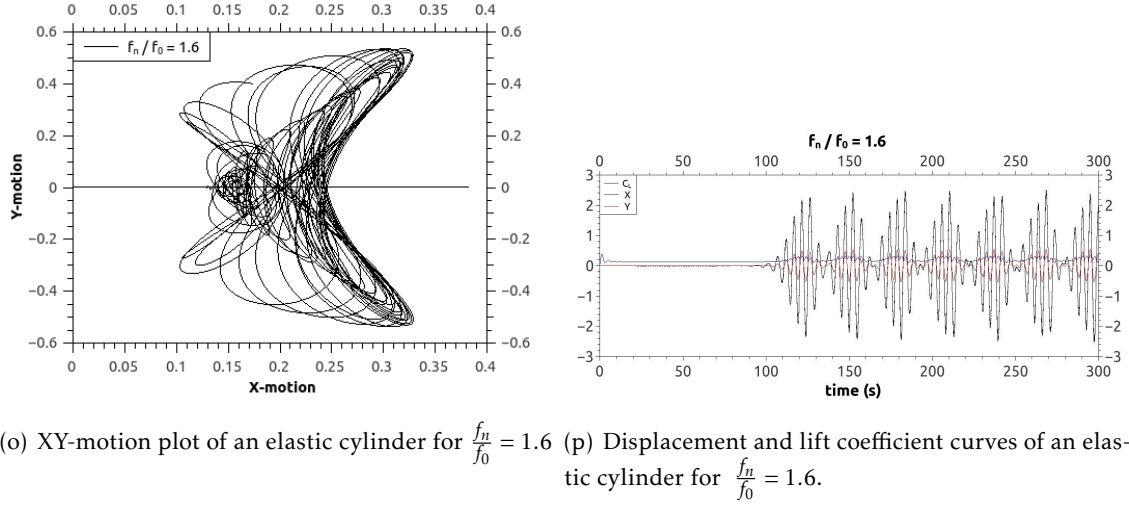 0 0.05 0.1 0.15 0.2 0.25 0.3 0.35 0.4
0.6 0.6
fn / f0 = 1.6
0.4 0.4
0.2 0.2
Y-motion
0 0
−0.2 −0.2
−0.4 −0.4
−0.6 −0.6
0 0.05 0.1 0.15 0.2 0.25 0.3 0.35 0.4
X-motion
fn / f0 = 1.6
0 50 100 150 200 250 300
3 3
CL
X
Y
2 2
1 1
0 0
−1 −1
−2 −2
−3 −3
0 50 100 150 200 250 300
time (s)
(o) XY-motion plot of an elastic cylinder for fn/f0 = 1.6
(p) Displacement and lift coefficient curves of an elas-
tic cylinder for fn/f0 = 1.6.